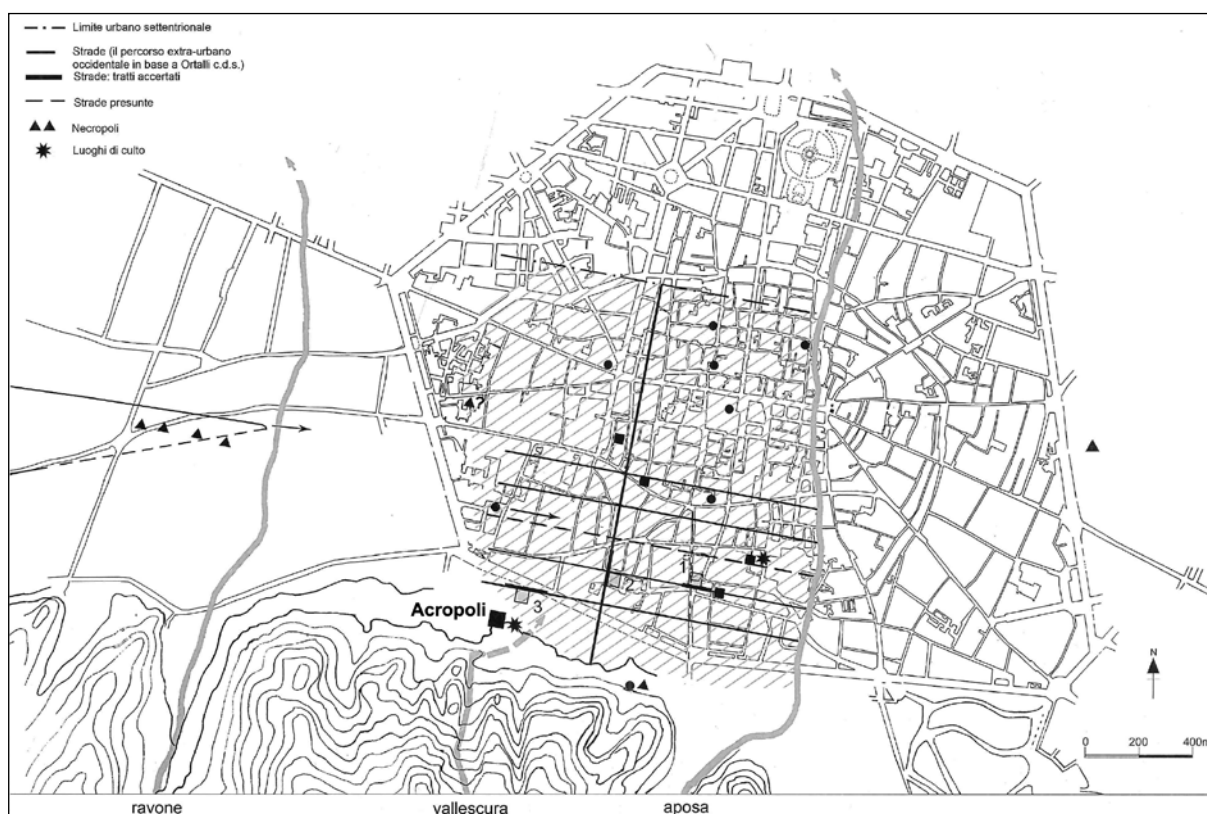 Limite urbano settentrionale
Strade (il percorso extra-urbano
occidentale in base a Ortalli c.d.s.)
Strade: tratti accertati
Strade presunte
Necropoli
Luoghi di culto
?
1
2
3
Acropoli
N
0 200 400m
ravone
vallescura
aposa